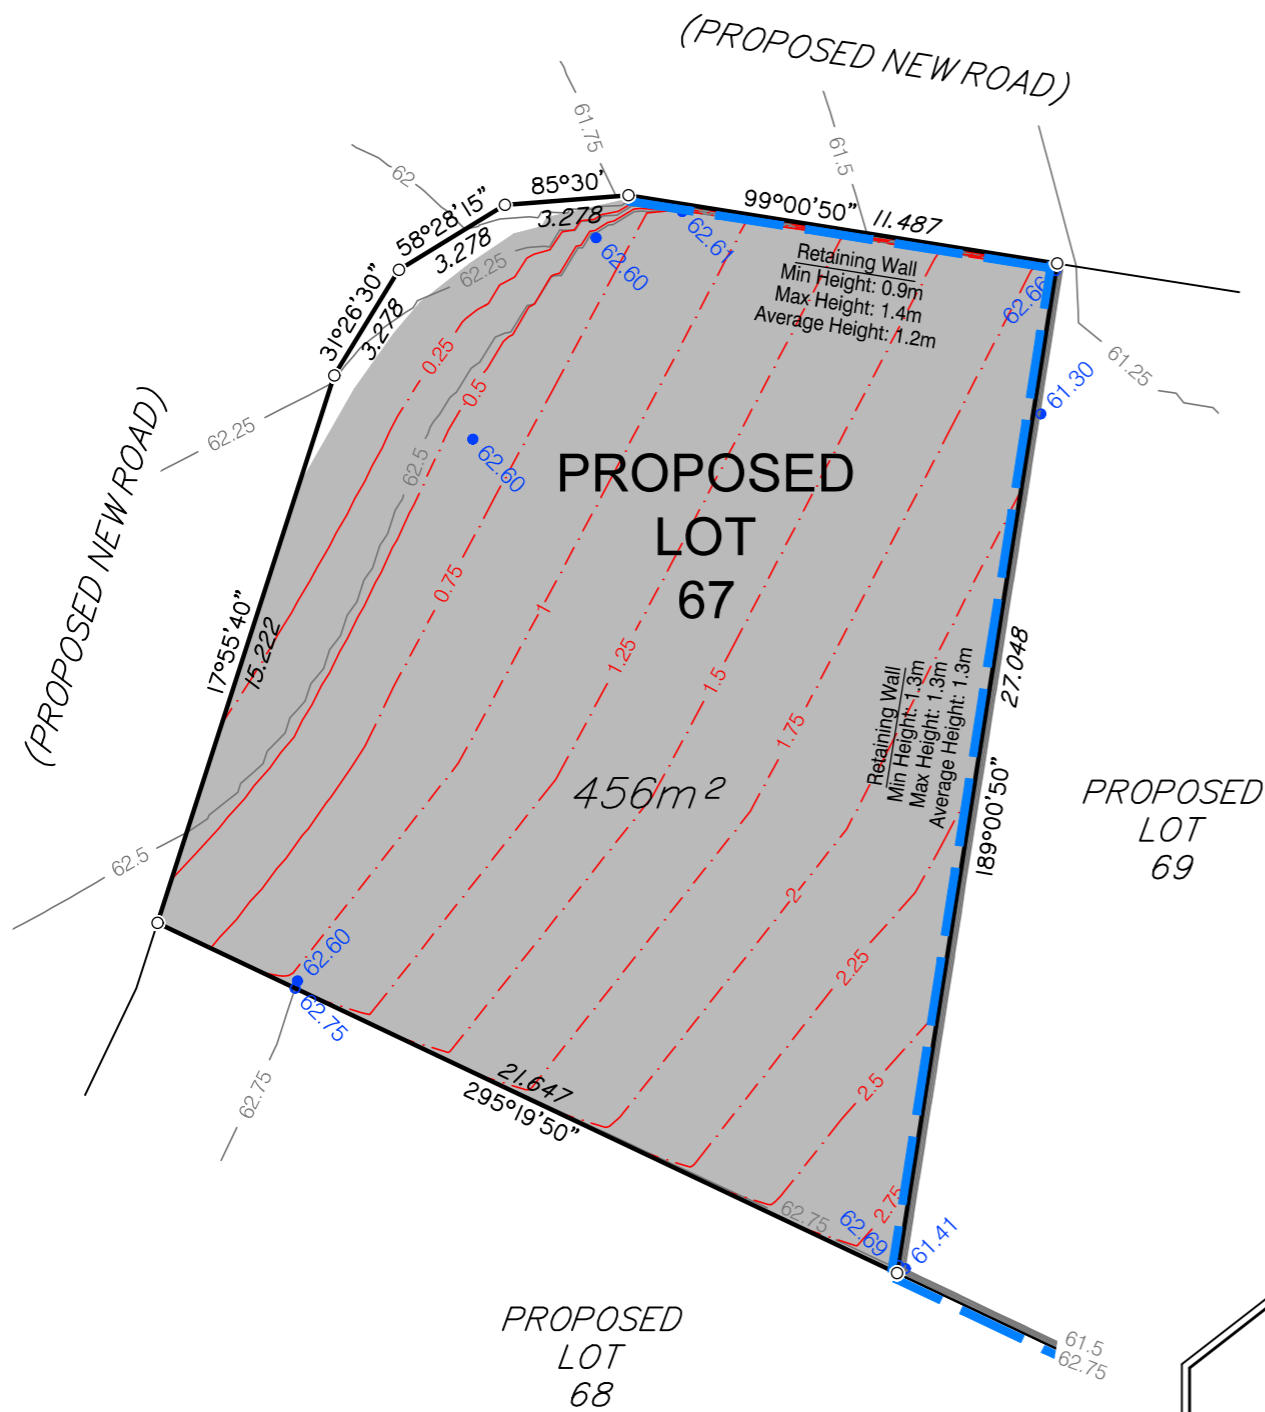 (PROPOSED NEW ROAD)
61.75
61.5
62
85°30'
3.278
99°00'50"
11.487
58°28'15"
3.278
62.25
62.61
62.60
Retaining Wall
Min Height: 0.9m
Max Height: 1.4m
Average Height: 1.2m
62.66
61.25
61.30
31°26'30"
3.278
0.25
0.5
62.25
62.5
62.60
(PROPOSED NEW ROAD)
PROPOSED
LOT
67
17°55'40"
15.222
0.75
1
1.25
1.5
1.75
27.048
189°00'50"
Retaining Wall
Min Height: 1.3m
Max Height: 1.3m
Average Height: 1.3m
456m²
PROPOSED
LOT
69
62.5
2
2.25
62.60
62.75
62.75
21.647
295°19'50"
2.5
2.75
62.75
62.69
61.41
PROPOSED
LOT
68
61.5
62.75